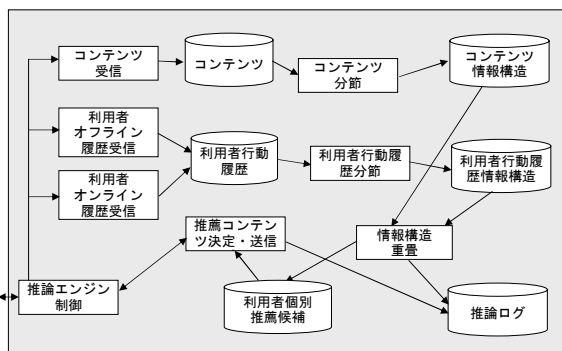 コンテンツ
受信
コンテンツ
コンテンツ
分節
コンテンツ
情報構造
利用者
オフライン
履歴受信
利用者
オンライン
履歴受信
利用者行動
履歴
利用者行動履
歴分節
利用者行動履
歴情報構造
推薦コンテン
ツ決定・送信
情報構造
重畳
推論エンジン
制御
利用者個別
推薦候補
推論ログ